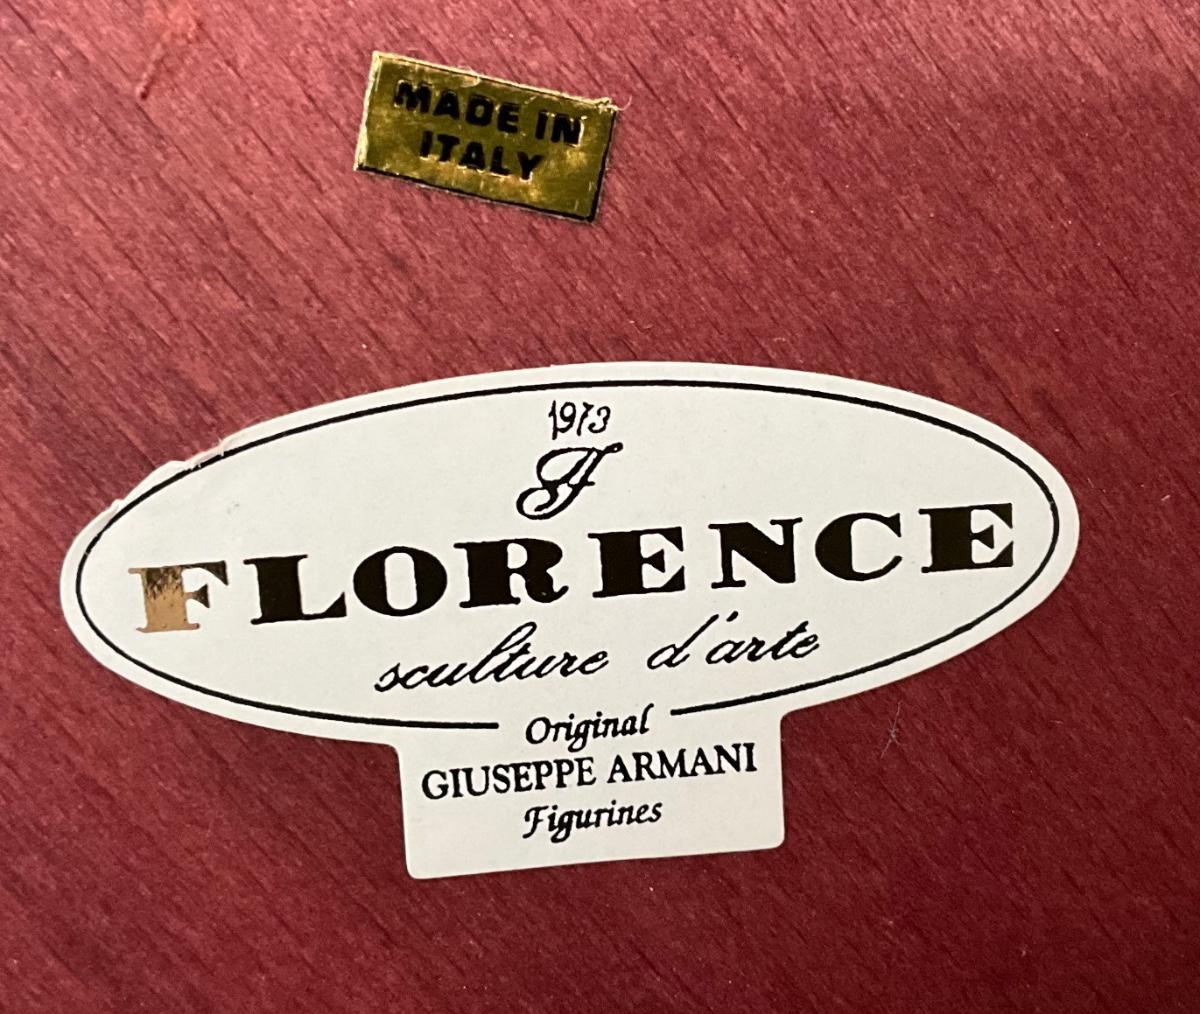 MADE IN
ITALY
1973
FLORENCE
sculture d'arte
Original
GIUSEPPE ARMANI
Figurines